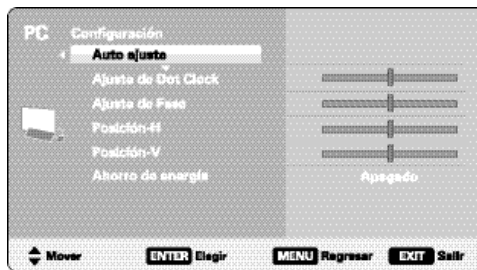 PC Configuración
Auto ajuste
Ajuste de Dot Clock
Ajuste de Fase
Posición-H
Posición-V
Ahorro de energía Apagado
Mover ENTER Elegir MENU Regresar EXIT Salir